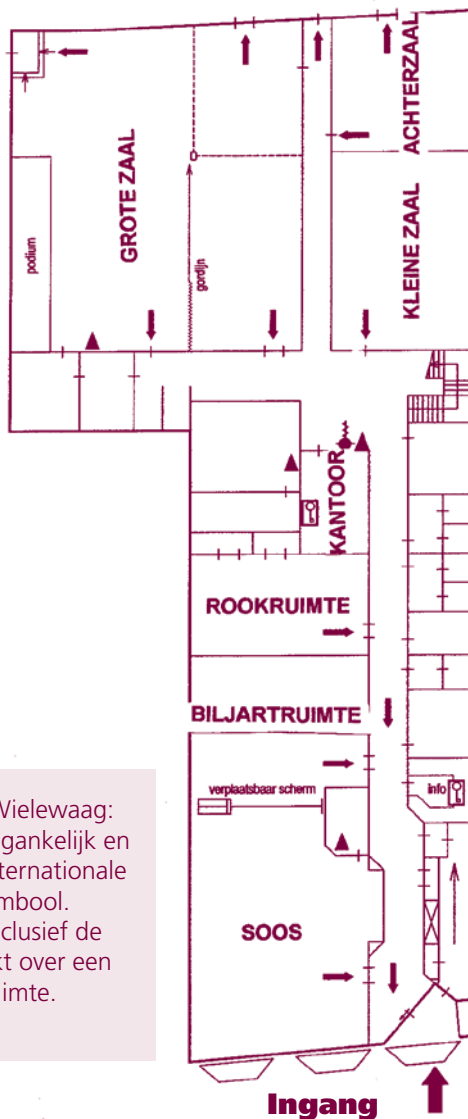 ACHTERZAAL
GROTE ZAAL
podium
gordijn
KLEINE ZAAL
KANTOOR
ROOKRUIMTE
BILJARTRUIMTE
verplaatsbaar scherm
info
Wielewaag:
gankelijk en
ternationale
mbool.
clusief de
kt over een
imte.
SOOS
Ingang